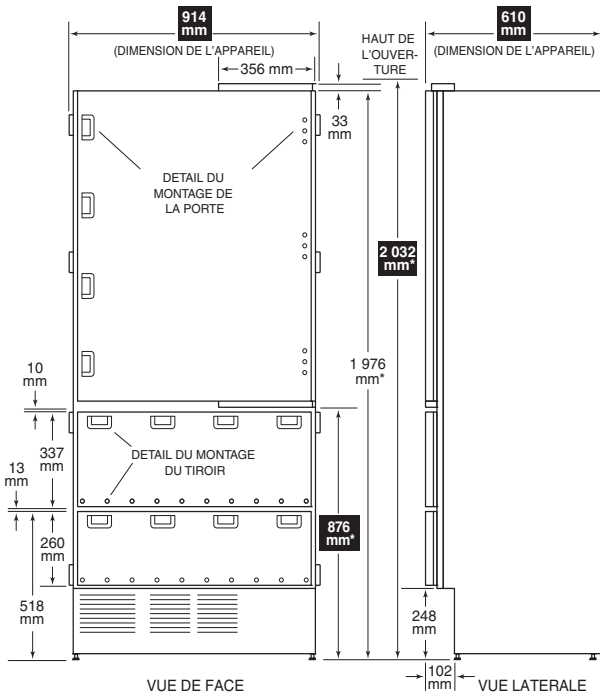 914
mm
(DIMENSION DE L'APPAREIL)
356 mm
HAUT DE
L'OUVER-
TURE
610
mm
(DIMENSION DE L'APPAREIL)
33
mm
DETAIL DU
MONTAGE DE
LA PORTE
2 032
mm*
1 976
mm*
10
mm
337
mm
DETAIL DU MONTAGE
DU TIROIR
13
mm
876
mm*
260
mm
518
mm
248
mm
102
mm
VUE DE FACE
VUE LATERALE